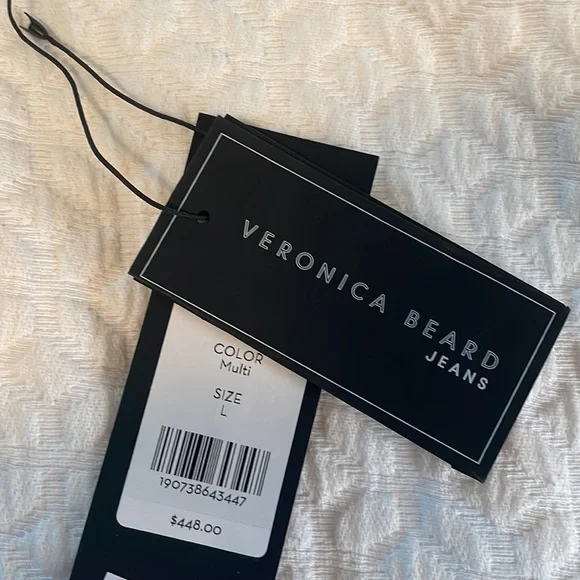 VERONICA BEARD
JEANS
COLOR
Multi
SIZE
L
190738643447
$448.00